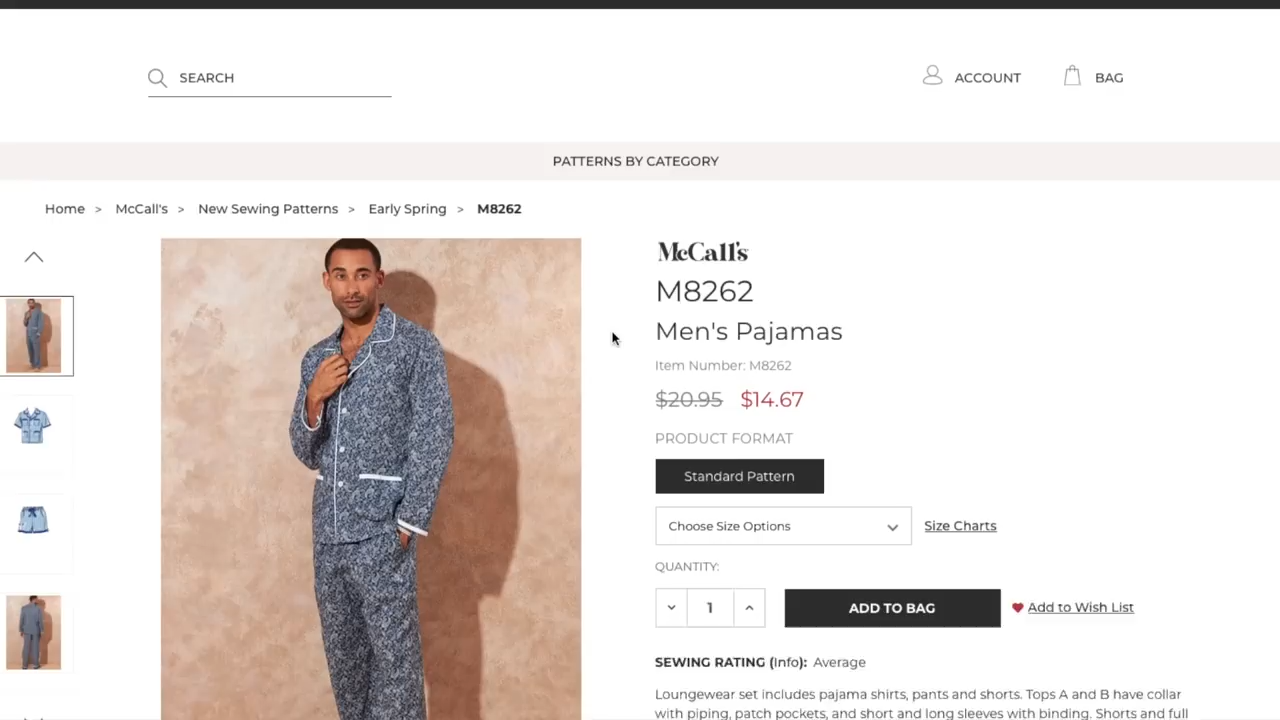 SEARCH
ACCOUNT
BAG
PATTERNS BY CATEGORY
Home > McCall's > New Sewing Patterns > Early Spring > M8262
McCall's
M8262
Men's Pajamas
Item Number: M8262
$20.95 $14.67
PRODUCT FORMAT
Standard Pattern
Choose Size Options
Size Charts
QUANTITY:
1
ADD TO BAG
Add to Wish List
SEWING RATING (Info): Average
Loungewear set includes pajama shirts, pants and shorts. Tops A and B have collar
with piping, patch pockets, and short and long sleeves with binding. Shorts and full